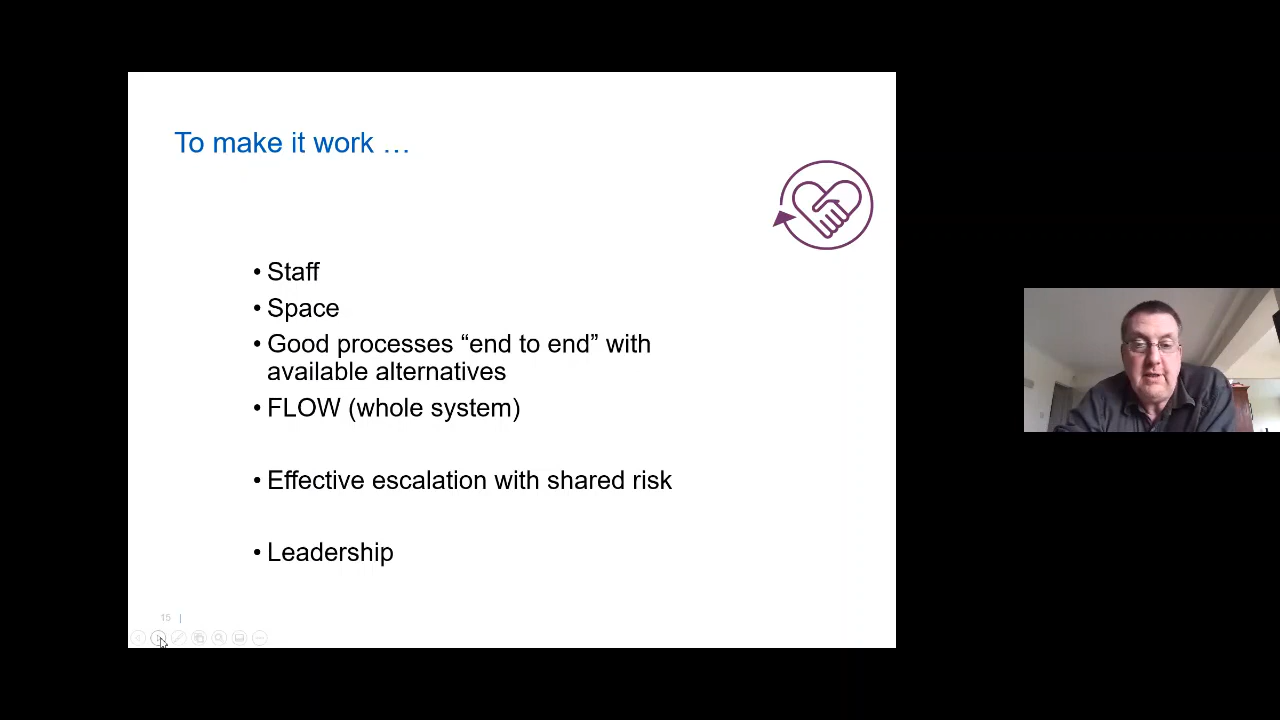 To make it work …
• Staff
• Space
• Good processes “end to end” with
available alternatives
• FLOW (whole system)
• Effective escalation with shared risk
• Leadership
15 |